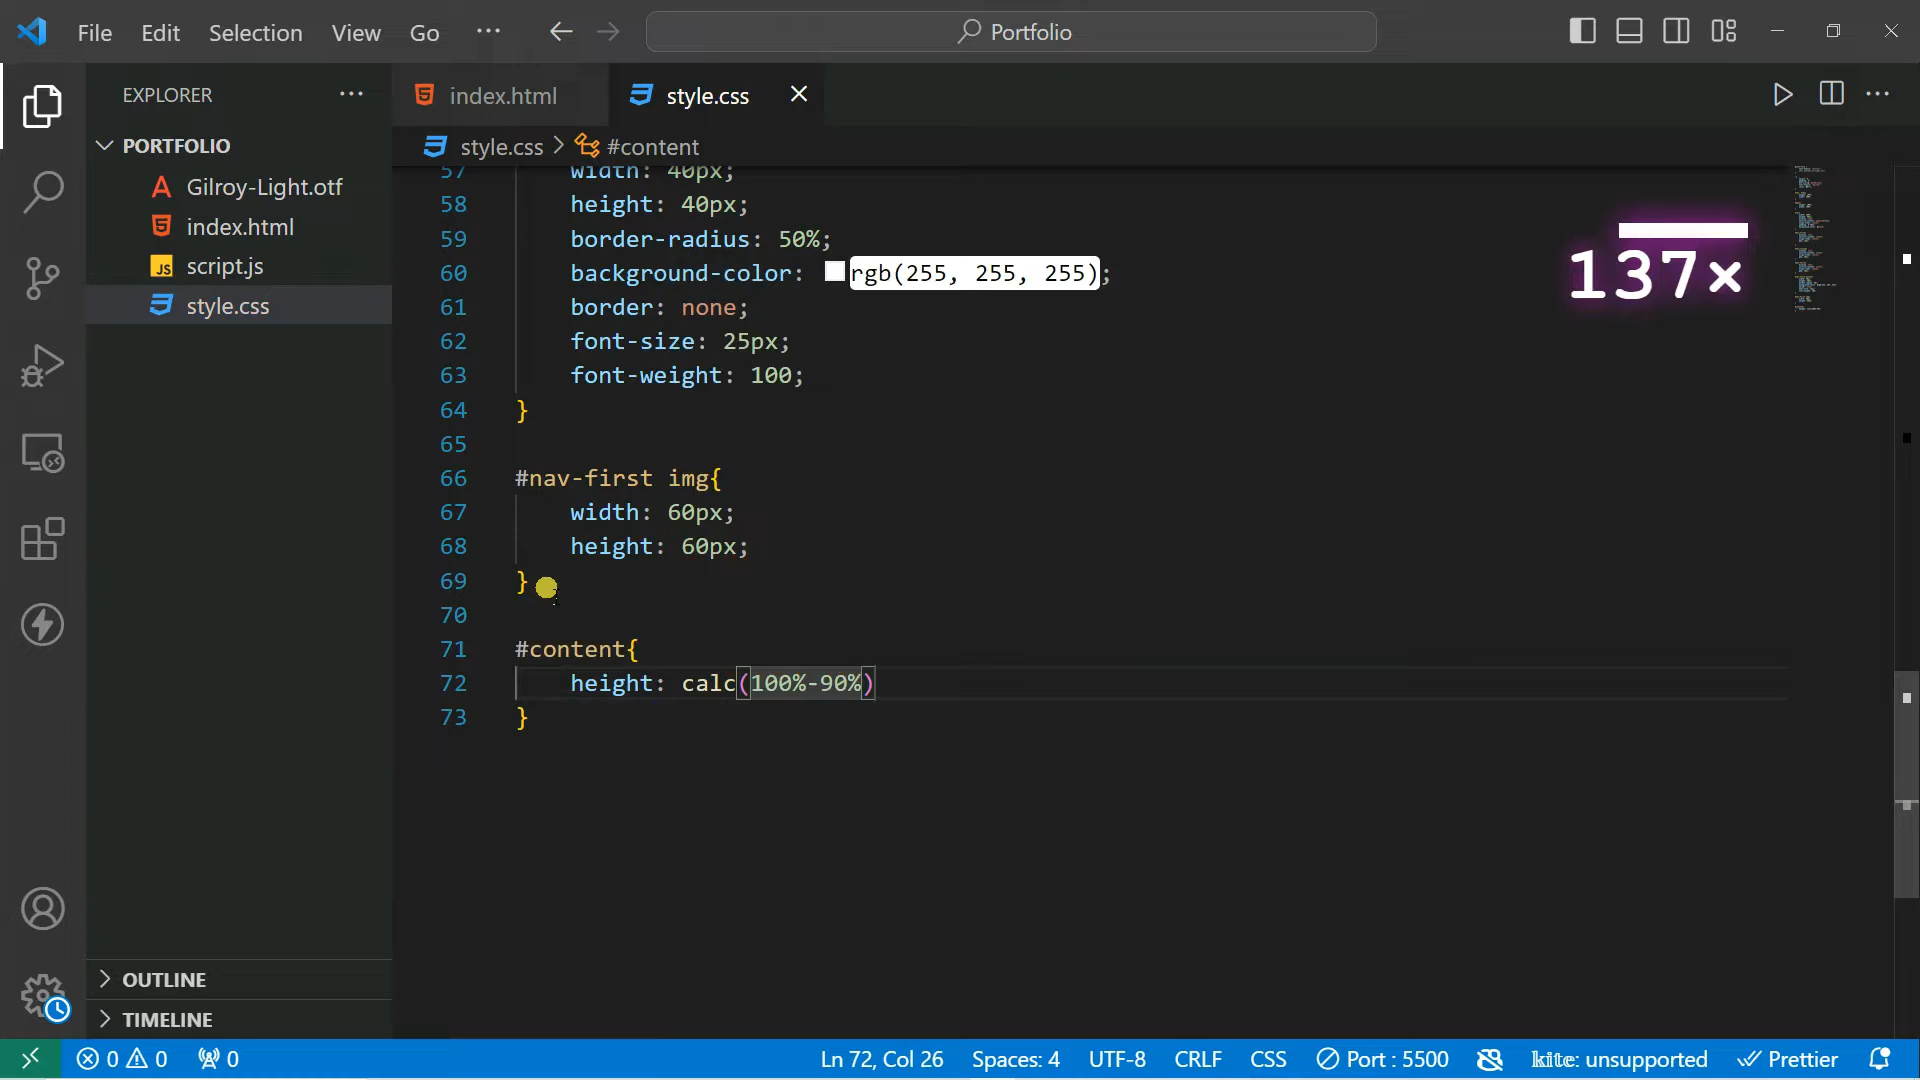 File Edit Selection View Go ··· Portfolio
EXPLORER ···
index.html
style.css
PORTFOLIO
style.css > #content
Gilroy-Light.otf
index.html
script.js
style.css
57 width: 40px;
58 height: 40px;
59 border-radius: 50%;
60 background-color: rgb(255, 255, 255);
61 border: none;
62 font-size: 25px;
63 font-weight: 100;
64 }
65
66 #nav-first img{
67 width: 60px;
68 height: 60px;
69 }
70
71 #content{
72 height: calc(100%-90%)
73 }
137×
OUTLINE
TIMELINE
0 0 0 Ln 72, Col 26 Spaces: 4 UTF-8 CRLF CSS Port : 5500 kite: unsupported Prettier